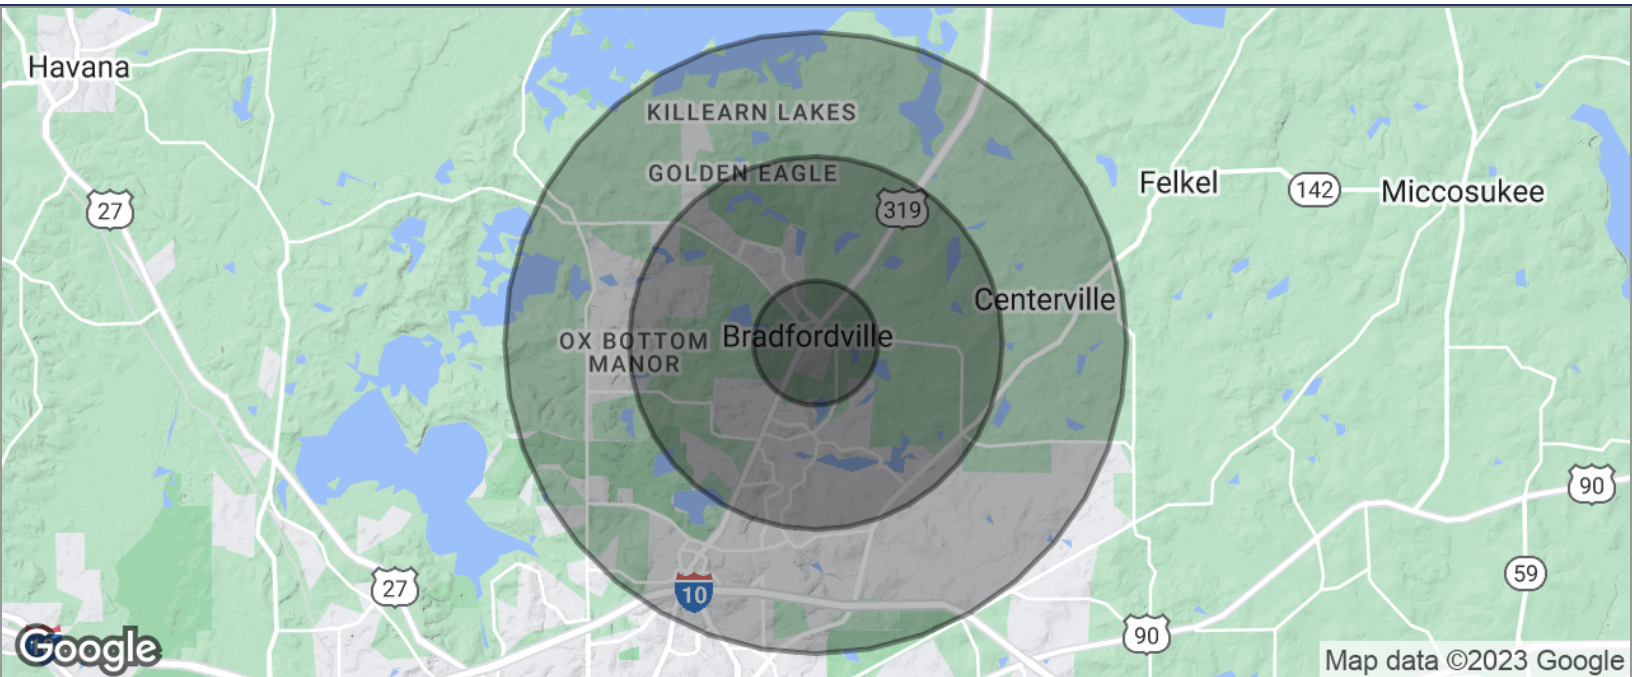 Havana
KILLEARN LAKES
GOLDEN EAGLE
Felkel
142
Miccosukee
27
319
Centerville
OX BOTTOM
MANOR
Bradfordville
90
59
27
10
90
Google
Map data ©2023 Google